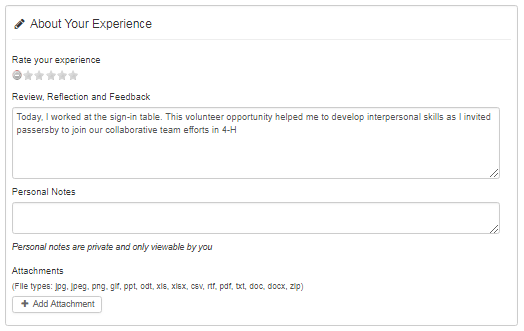 About Your Experience
Rate your experience
Review, Reflection and Feedback
Today, I worked at the sign-in table. This volunteer opportunity helped me to develop interpersonal skills as I invited
passersby to join our collaborative team efforts in 4-H
Personal Notes
Personal notes are private and only viewable by you
Attachments
(File types: jpg, jpeg, png, gif, ppt, odt, xls, xlsx, csv, rtf, pdf, txt, doc, docx, zip)
+ Add Attachment